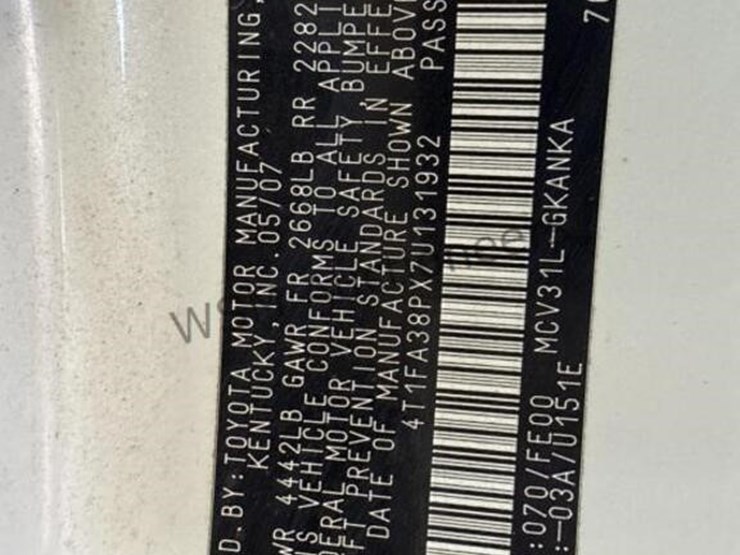 D.BY:TOYOTA MOTOR MANUFACTURING,
KENTUCKY,INC. 05/07
WR 4442LB GAWR FR 2668LB RR 2282
IS VEHICLE CONFORMS TO ALL APPLI
ERAL MOTOR VEHICLE SAFETY, BUMPE
FT PREVENTION STANDARDS IN EFFE
DATE OF MANUFACTURE SHOWN ABOVE
4T1FA38PX7U131932 PASS
:070/FE00 MCV31L-GKANKA
:-03A/U151E